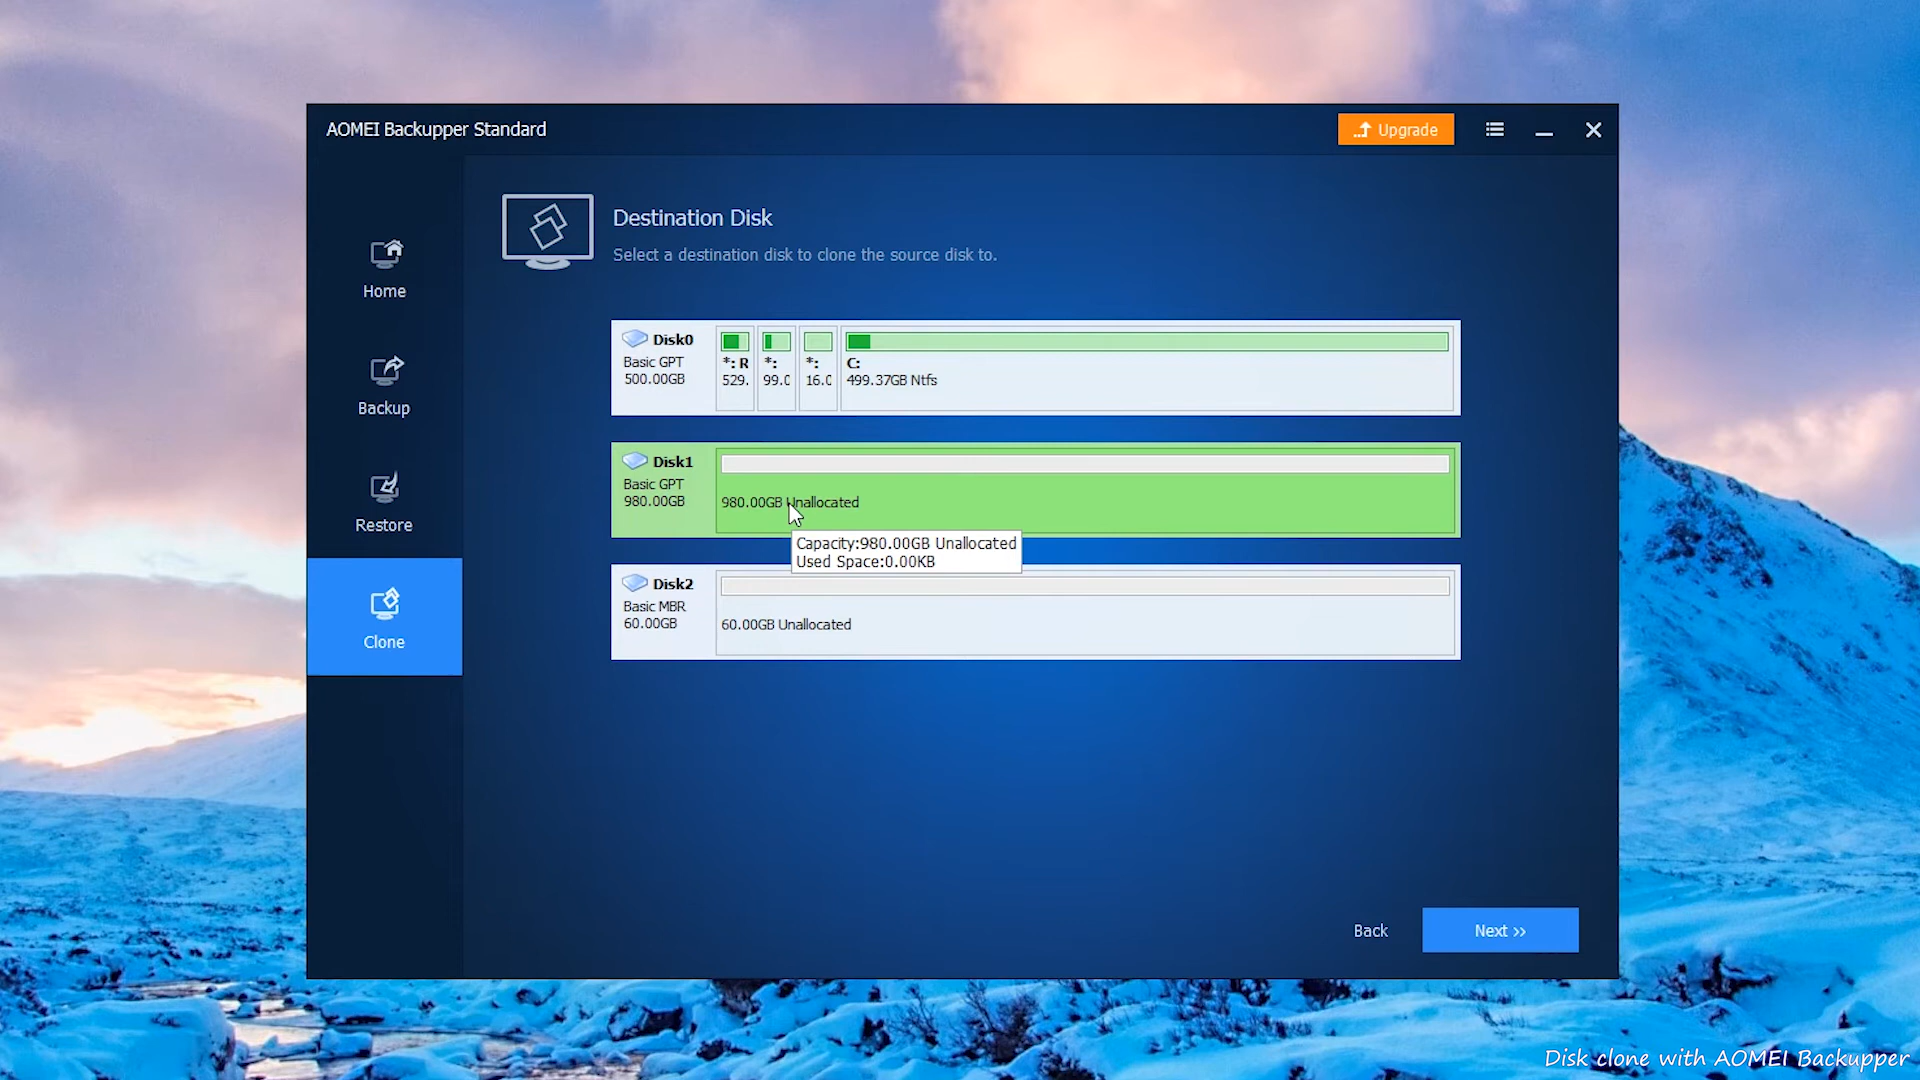 AOMEI Backupper Standard
Upgrade
Home
Backup
Restore
Clone
Destination Disk
Select a destination disk to clone the source disk to.
Disk0
Basic GPT
500.00GB
*: R
529.
*:
99.0
*:
16.0
C:
499.37GB Ntfs
Disk1
Basic GPT
980.00GB
980.00GB Unallocated
Capacity:980.00GB Unallocated
Used Space:0.00KB
Disk2
Basic MBR
60.00GB
60.00GB Unallocated
Back
Next >>
Disk clone with AOMEI Backupper